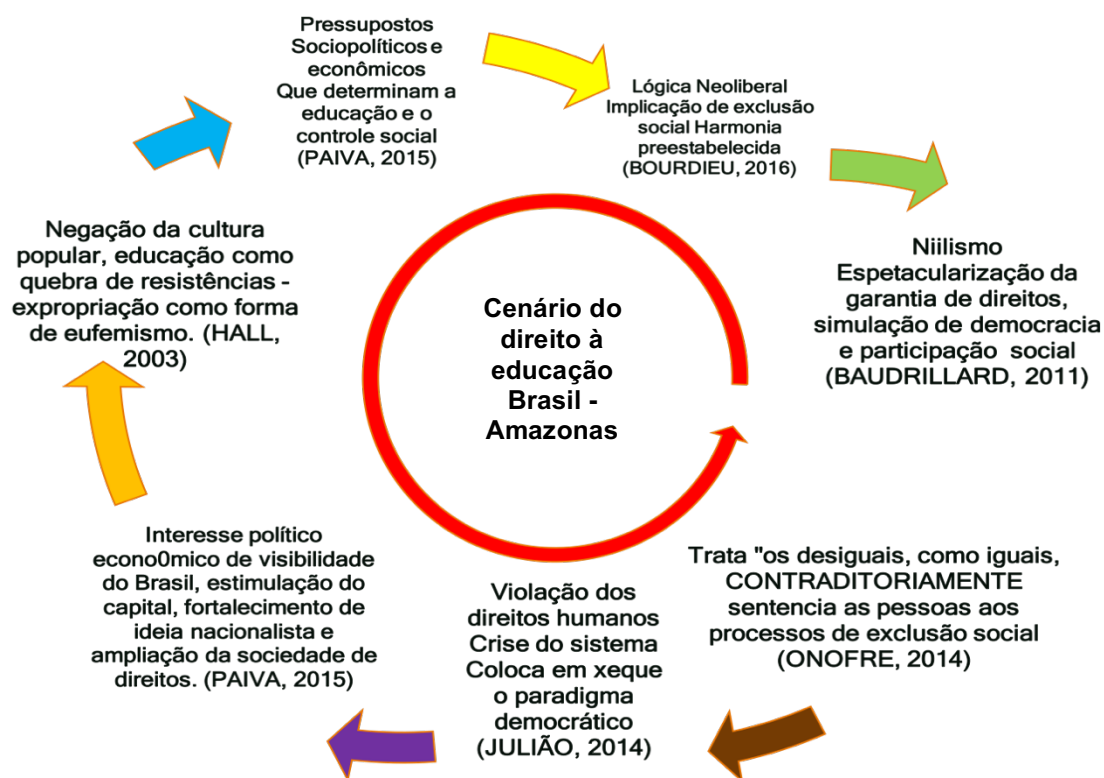 Pressupostos
Sociopolíticos e
econômicos
Que determinam a
educação e o
controle social
(PAIVA, 2015)
Lógica Neoliberal
Implicação de exclusão
social Harmonia
preestabelecida
(BOURDIEU, 2016)
Niilismo
Espetacularização da
garantia de direitos,
simulação de democracia
e participação social
(BAUDRILLARD, 2011)
Trata "os desiguais, como iguais,
CONTRADITORIAMENTE
sentencia as pessoas aos
processos de exclusão social
(ONOFRE, 2014)
Violação dos
direitos humanos
Crise do sistema
Coloca em xeque
o paradigma
democrático
(JULIÃO, 2014)
Interesse político
econo0mico de visibilidade
do Brasil, estimulação do
capital, fortalecimento de
ideia nacionalista e
ampliação da sociedade de
direitos. (PAIVA, 2015)
Negação da cultura
popular, educação como
quebra de resistências -
expropriação como forma
de eufemismo. (HALL,
2003)
Cenário do
direito à
educação
Brasil -
Amazonas